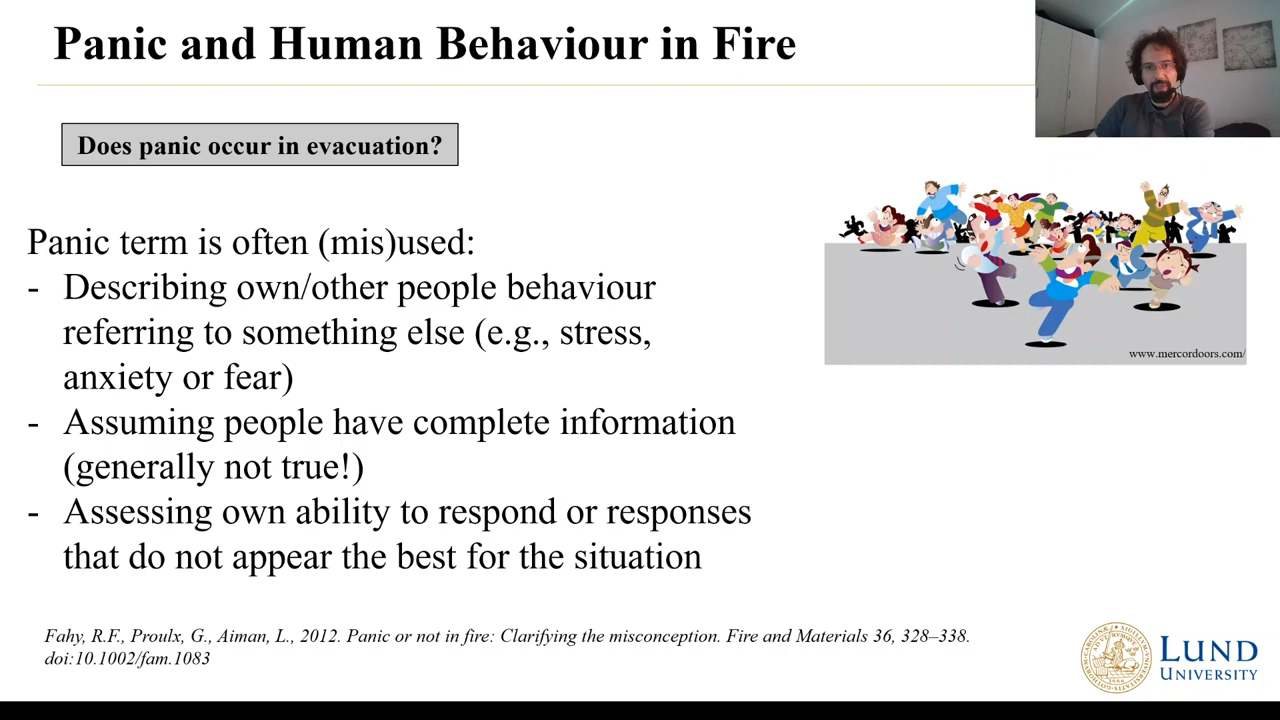 Panic and Human Behaviour in Fire
Does panic occur in evacuation?
Panic term is often (mis)used:
- Describing own/other people behaviour
referring to something else (e.g., stress,
anxiety or fear)
- Assuming people have complete information
(generally not true!)
- Assessing own ability to respond or responses
that do not appear the best for the situation
www.mercordoors.com/
Fahy, R.F., Proulx, G., Aiman, L., 2012. Panic or not in fire: Clarifying the misconception. Fire and Materials 36, 328–338.
doi:10.1002/fam.1083
LUND
UNIVERSITY